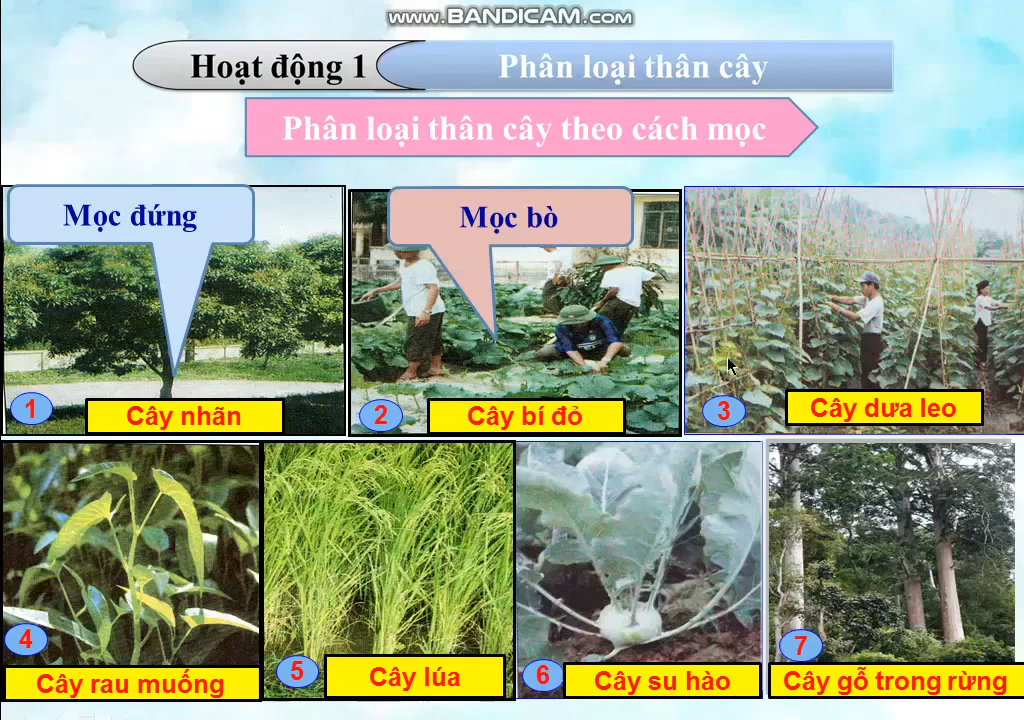 www.BANDICAM.com
Hoạt động 1
Phân loại thân cây
Phân loại thân cây theo cách mọc
Mọc đứng
Mọc bò
1
Cây nhãn
2
Cây bí đỏ
3
Cây dưa leo
4
Cây rau muống
5
Cây lúa
6
Cây su hào
7
Cây gỗ trong rừng